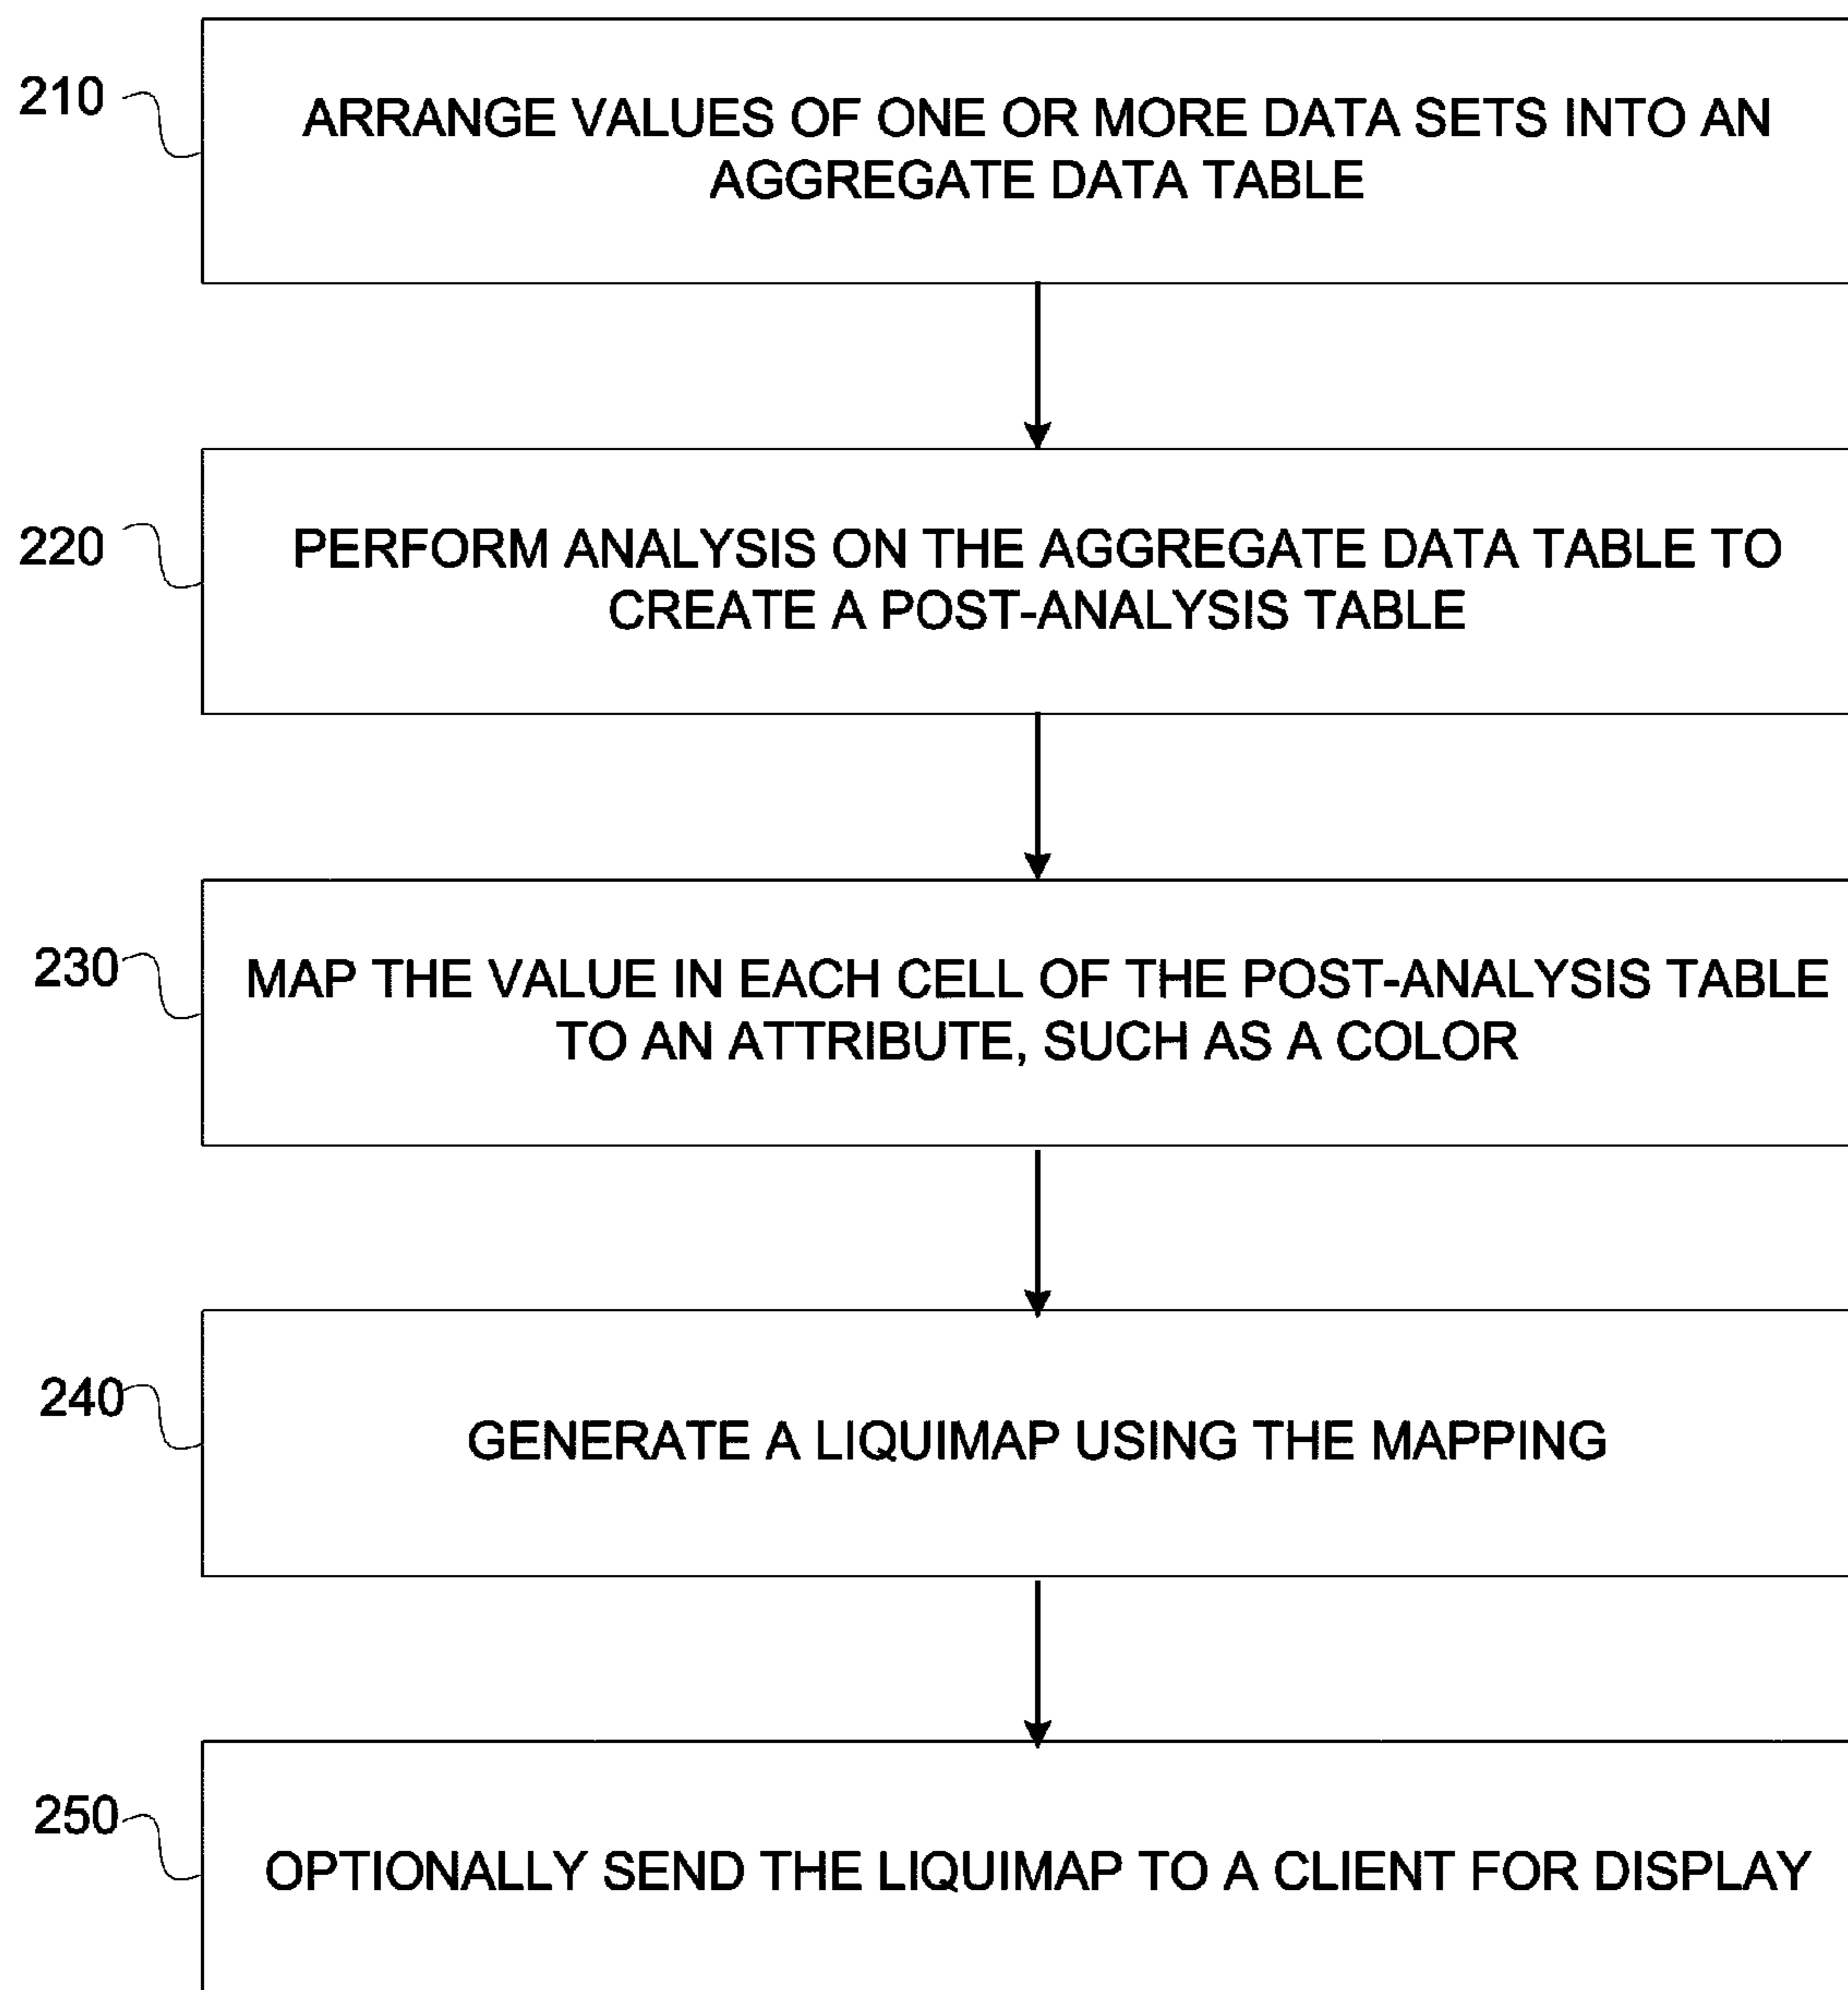 210
ARRANGE VALUES OF ONE OR MORE DATA SETS INTO AN
AGGREGATE DATA TABLE
220
PERFORM ANALYSIS ON THE AGGREGATE DATA TABLE TO
CREATE A POST-ANALYSIS TABLE
230
MAP THE VALUE IN EACH CELL OF THE POST-ANALYSIS TABLE
TO AN ATTRIBUTE, SUCH AS A COLOR
240
GENERATE A LIQUIMAP USING THE MAPPING
250
OPTIONALLY SEND THE LIQUIMAP TO A CLIENT FOR DISPLAY